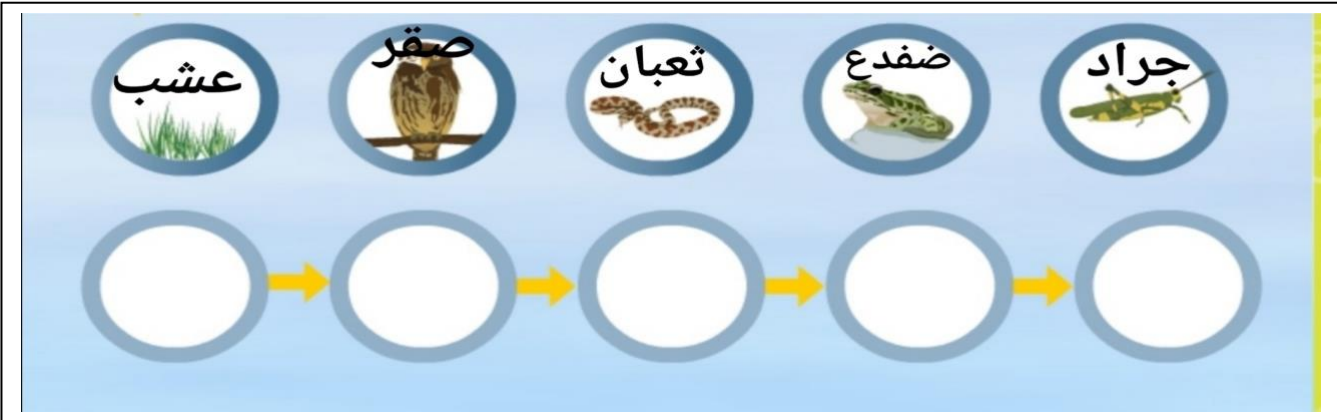 جراد
ضفدع
ثعبان
صقر
عشب